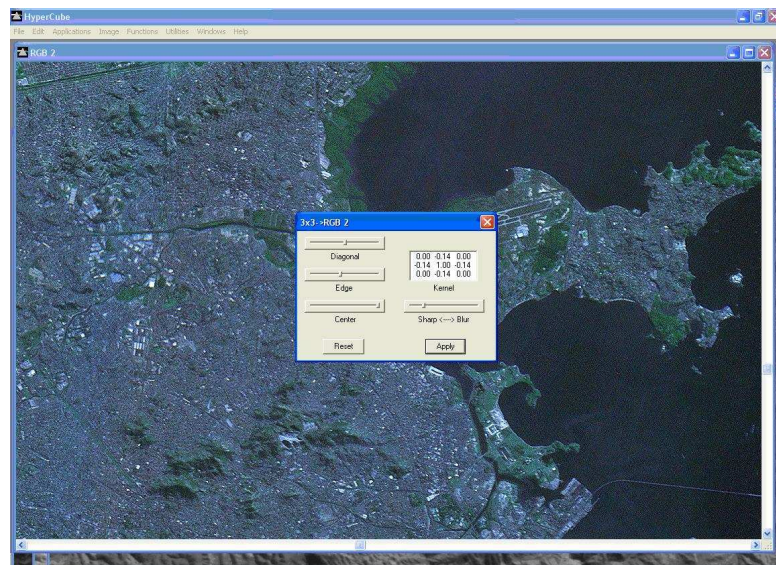 HyperCube
File Edit Applications Image Functions Utilities Windows Help
RGB 2
3x3->RGB 2
Diagonal
0.00 -0.14 0.00
-0.14 1.00 -0.14
0.00 -0.14 0.00
Edge
Kernel
Center
Sharp <---> Blur
Reset
Apply